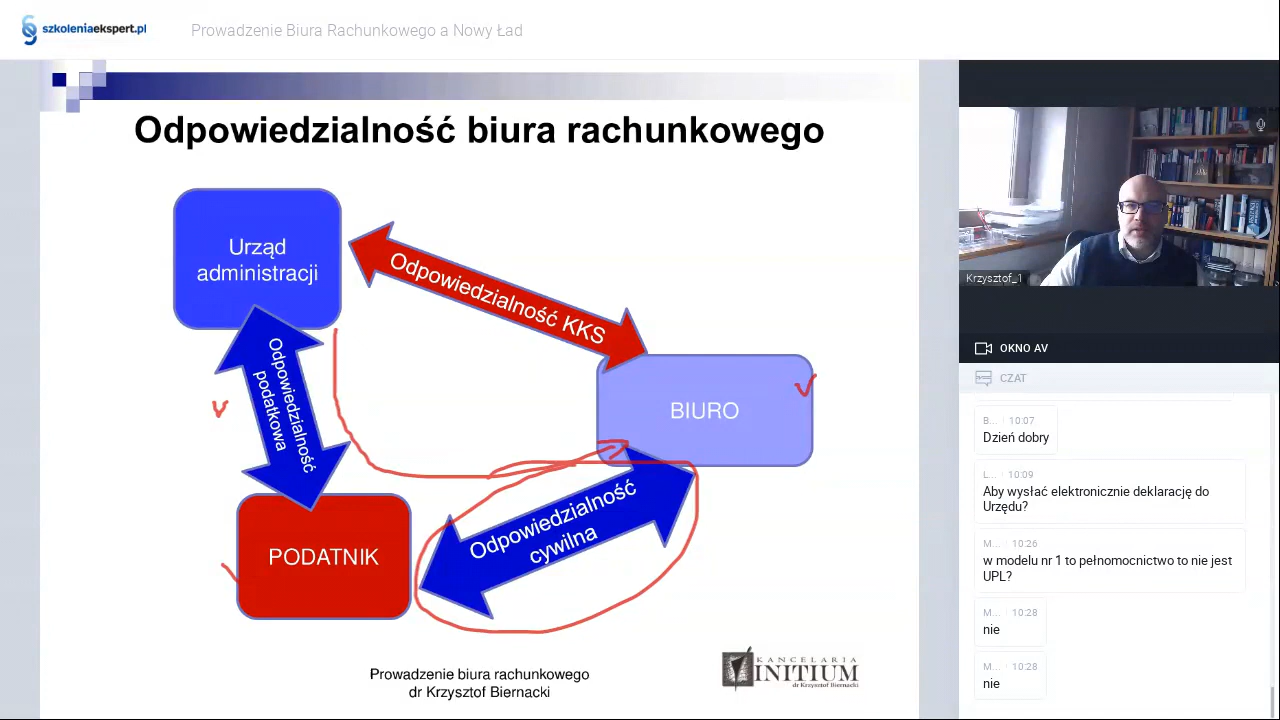 szkoleniaekspert.pl
Prowadzenie Biura Rachunkowego a Nowy Ład
Odpowiedzialność biura rachunkowego
Urząd
administracji
Odpowiedzialność KKS
BIURO
Odpowiedzialność
podatkowa
PODATNIK
Odpowiedzialność
cywilna
Prowadzenie biura rachunkowego
dr Krzysztof Biernacki
KANCELARIA
INITIUM
dr Krzysztof Biernacki
Krzysztof_1
OKNO AV
CZAT
B... 10:07
Dzień dobry
L... 10:09
Aby wysłać elektronicznie deklarację do
Urzędu?
M... 10:26
w modelu nr 1 to pełnomocnictwo to nie jest
UPL?
M... 10:28
nie
M... 10:28
nie